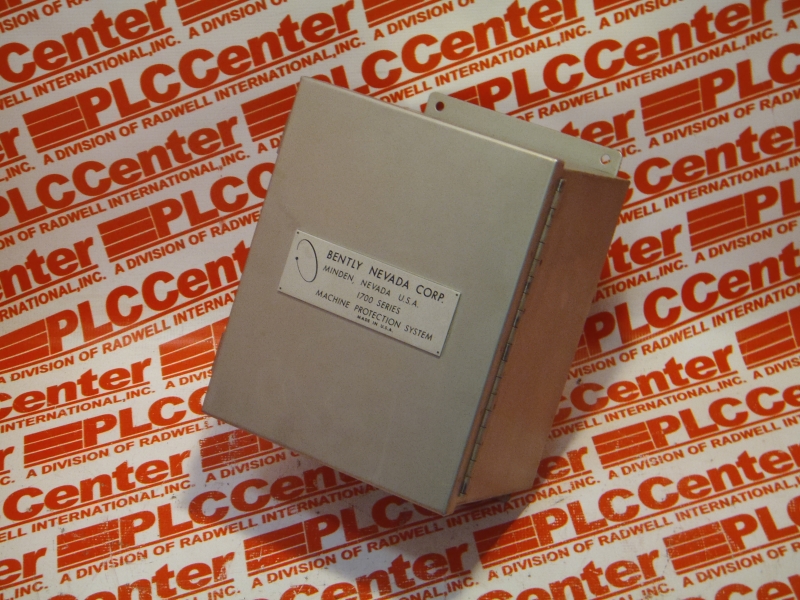 BENTLY NEVADA CORP.
MINDEN, NEVADA U.S.A.
1700 SERIES
MACHINE PROTECTION SYSTEM
MADE IN U.S.A.
PLCCenter
A DIVISION OF RADWELL INTERNATIONAL,INC.